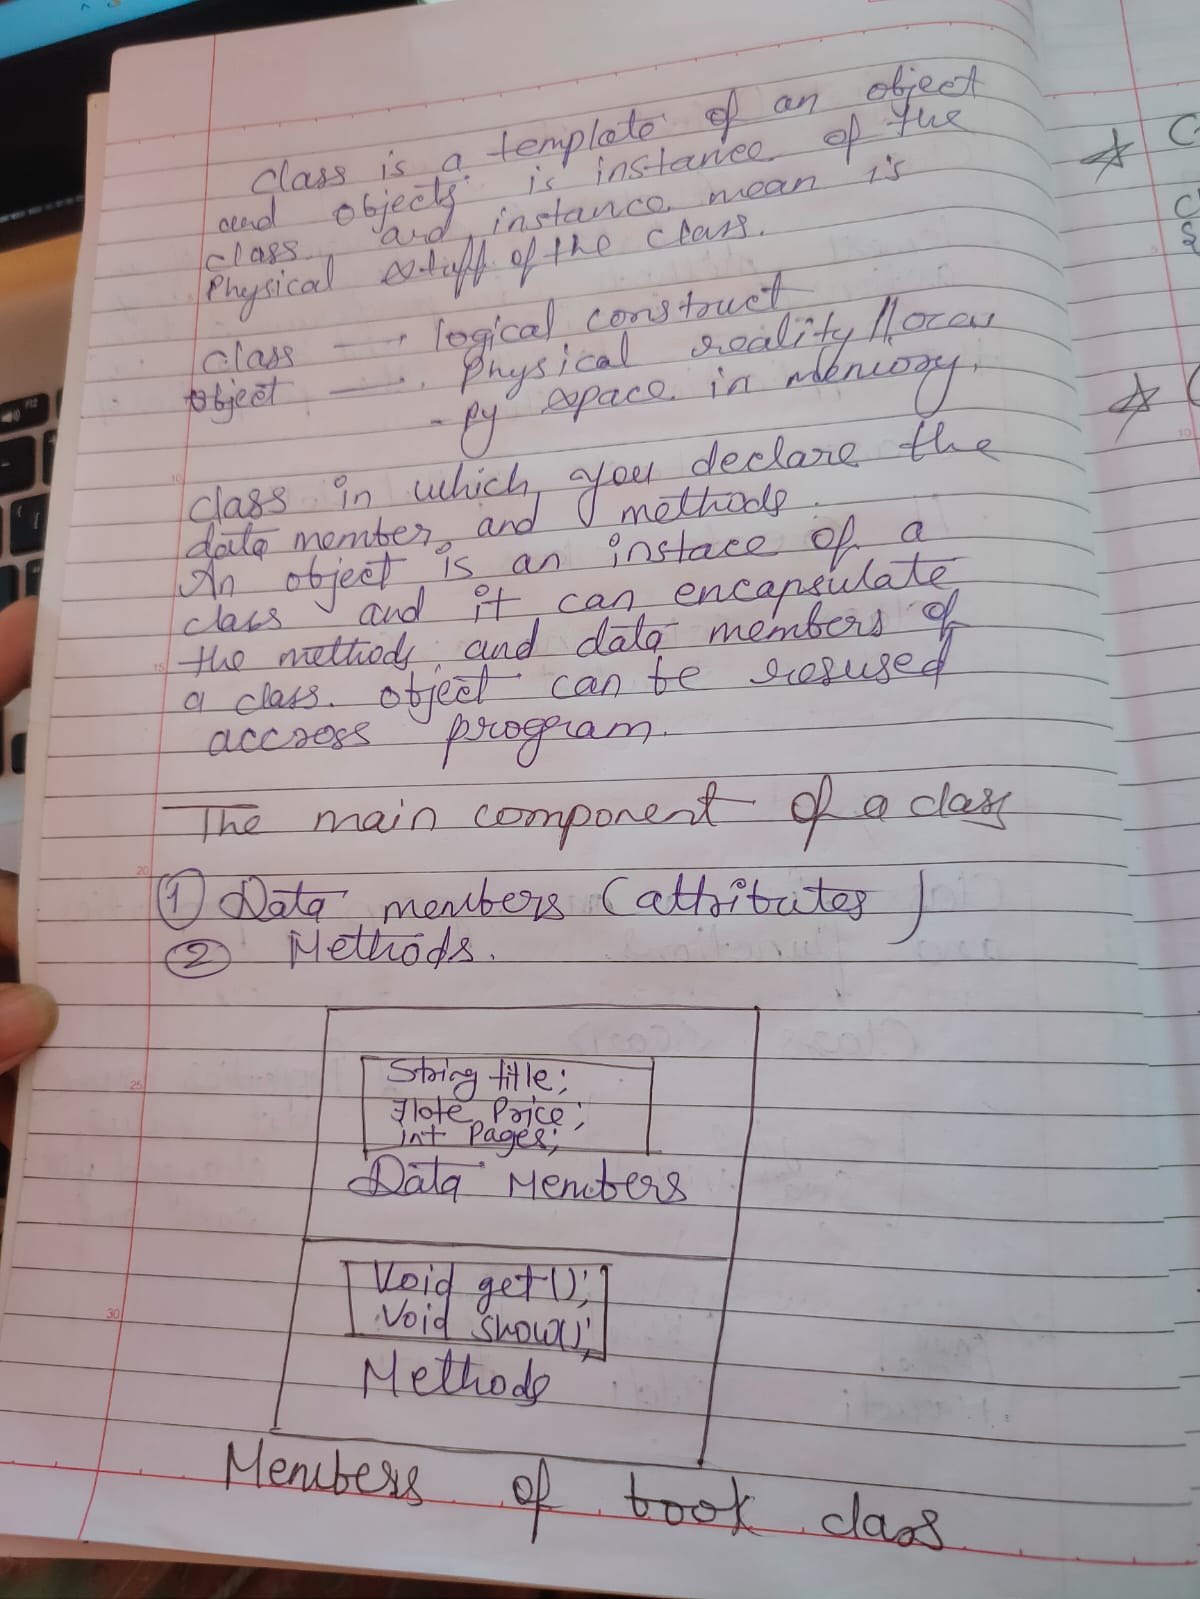 class is a template of an object
and objects is instance of the
class, and instance mean is
Physical stuff of the class.
class → logical construct
object → Physical reality // occu
- py space in memory.
class in which you declare the
data member and methods.
An object is an instace of a
class and it can encapsulate
the methods and data members of
a class. object can be resused
accross program.
The main component of a class
① Data members (attributes)
② Methods.
String title;
Flote Price;
int Pages;
Data Members
Void get();
Void show();
Methods
Members of book class